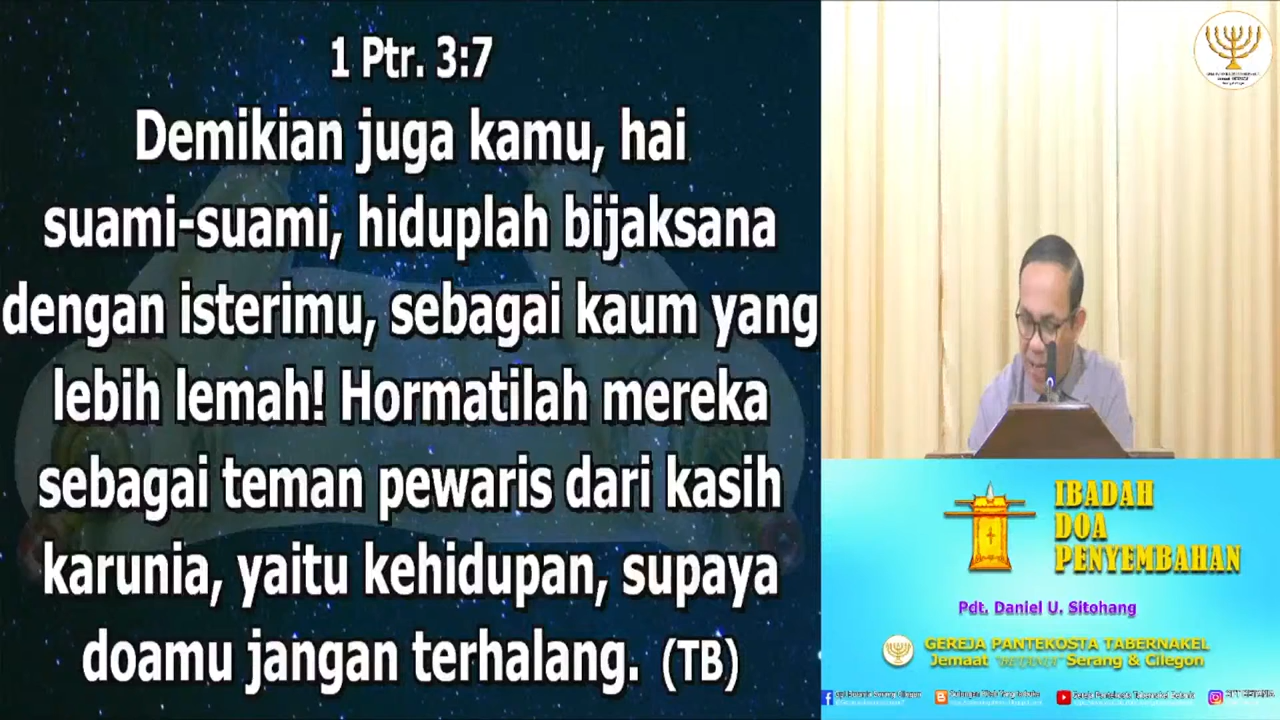 1 Ptr. 3:7
Demikian juga kamu, hai
suami-suami, hiduplah bijaksana
dengan isterimu, sebagai kaum yang
lebih lemah! Hormatilah mereka
sebagai teman pewaris dari kasih
karunia, yaitu kehidupan, supaya
doamu jangan terhalang. (TB)
IBADAH
DOA
PENYEMBAHAN
Pdt. Daniel U. Sitohang
GEREJA PANTEKOSTA TABERNAKEL
Jemaat Serang & Cilegon